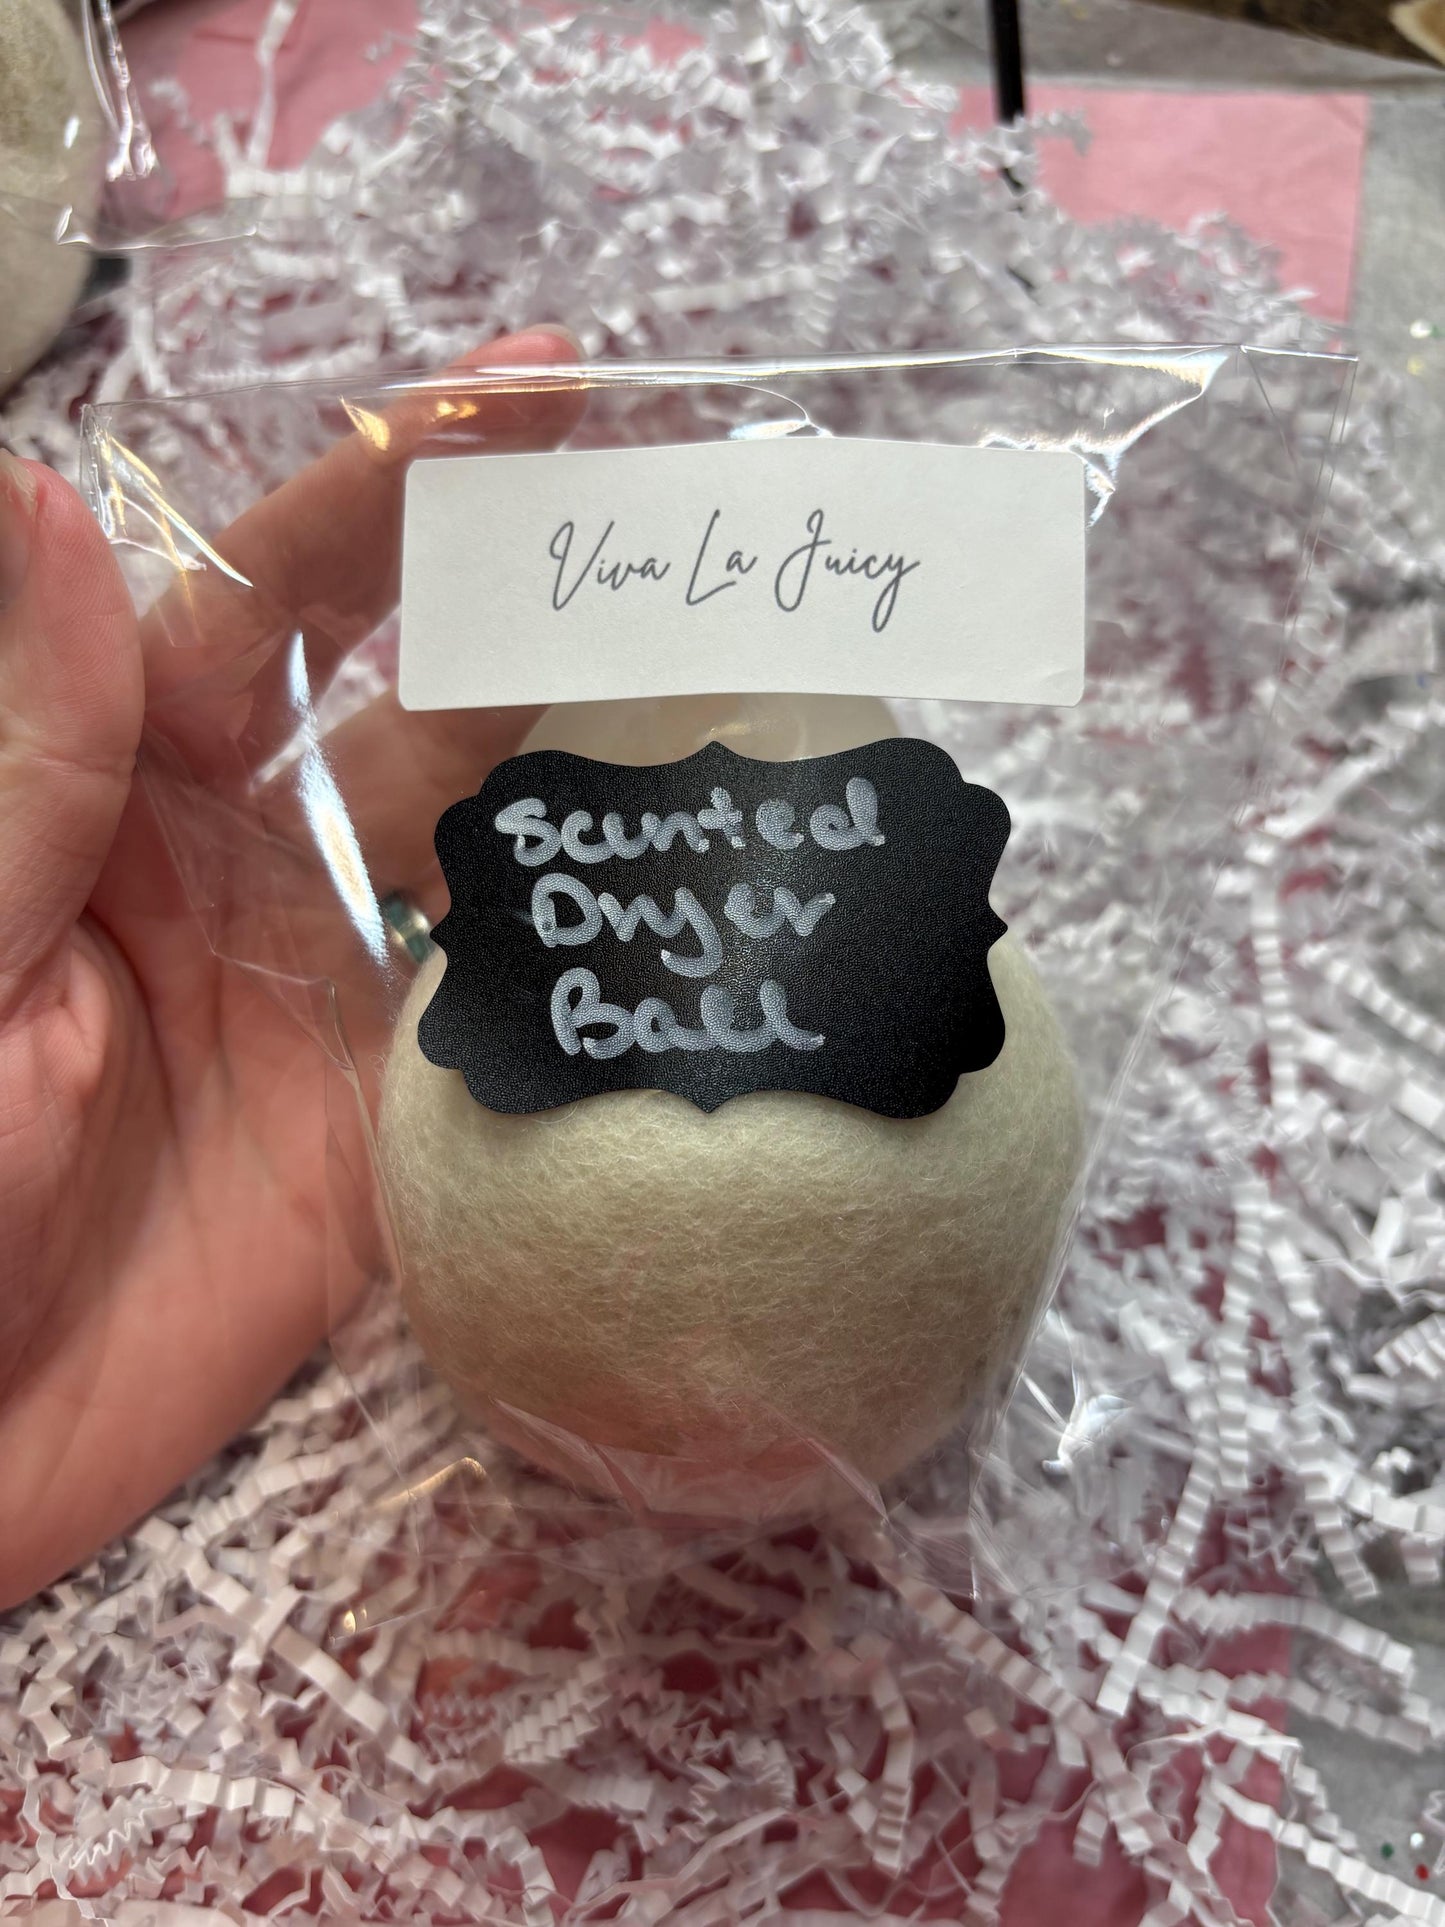 Viva La Juicy
Scented
Dryer
Ball